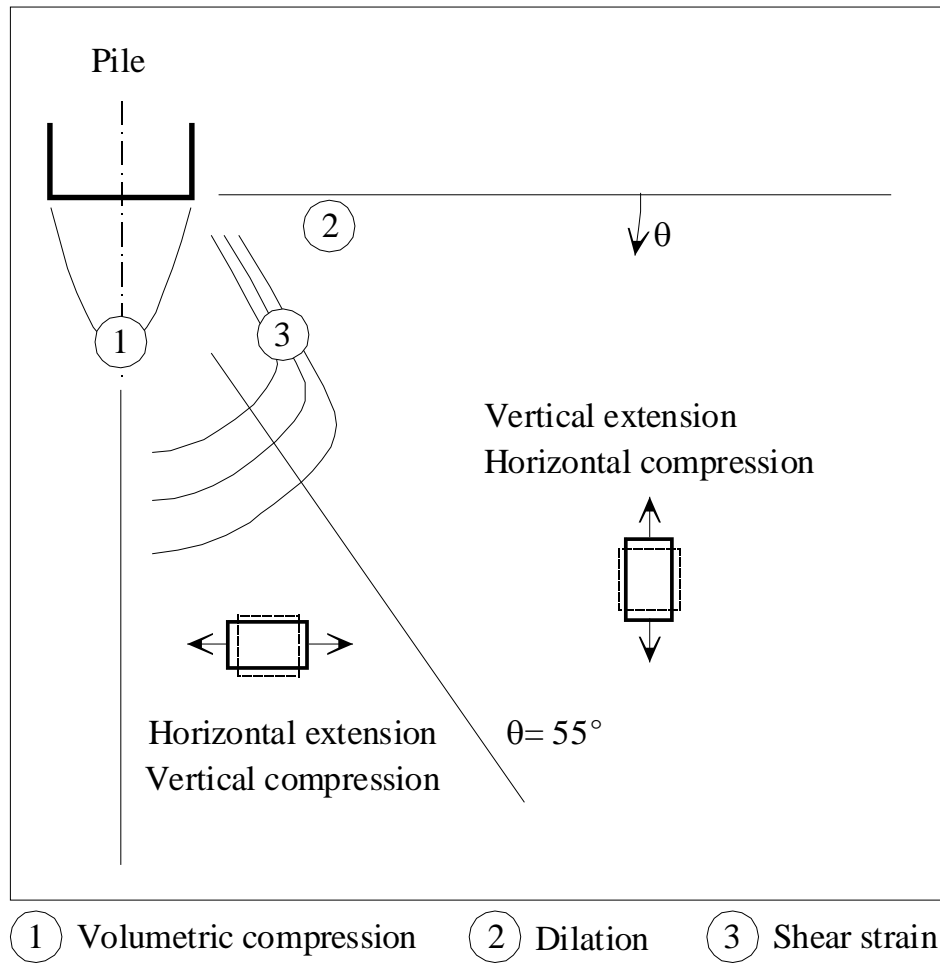 Pile
2
θ
1
3
Vertical extension
Horizontal compression
Horizontal extension
Vertical compression
θ= 55°
1 Volumetric compression 2 Dilation 3 Shear strain